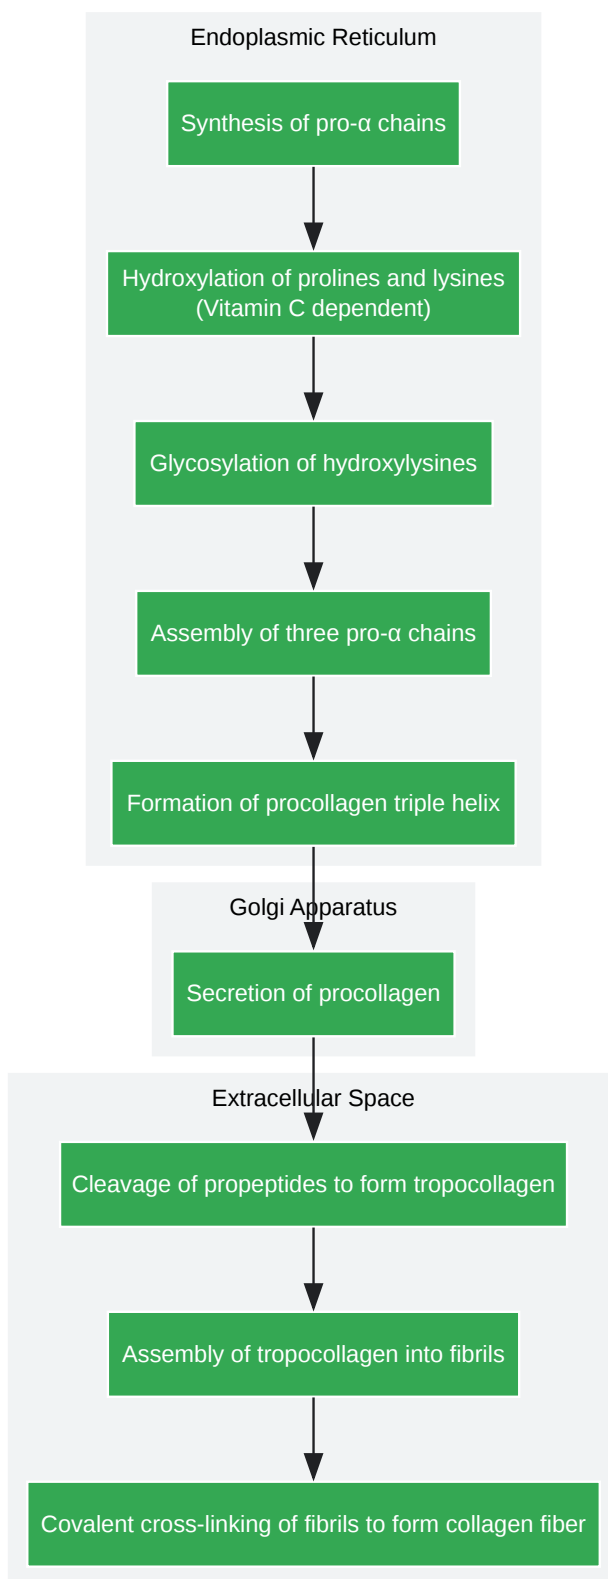 Endoplasmic Reticulum
Synthesis of pro-α chains
Hydroxylation of prolines and lysines
(Vitamin C dependent)
Glycosylation of hydroxylysines
Assembly of three pro-α chains
Formation of procollagen triple helix
Golgi Apparatus
Secretion of procollagen
Extracellular Space
Cleavage of propeptides to form tropocollagen
Assembly of tropocollagen into fibrils
Covalent cross-linking of fibrils to form collagen fiber